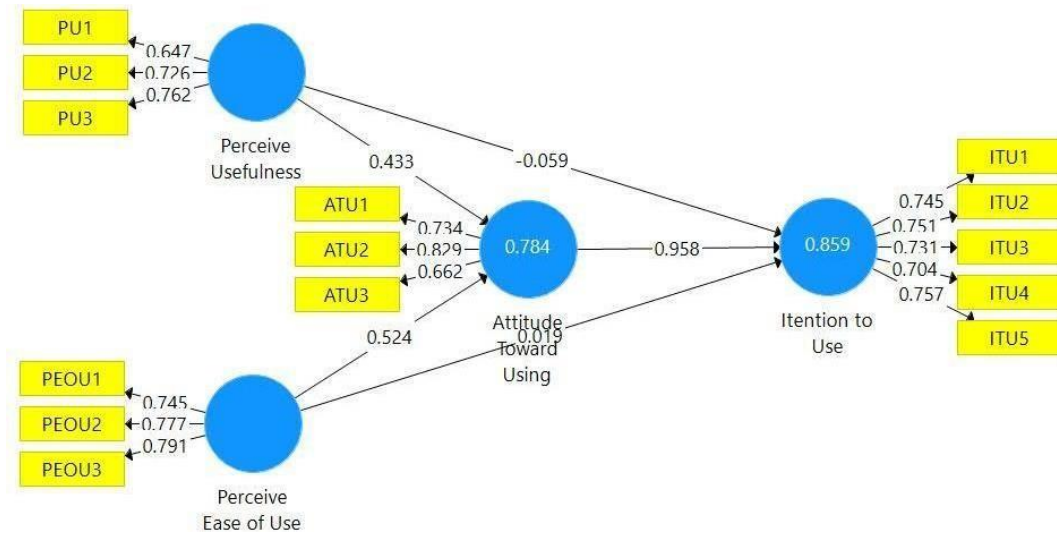 PU1
0.647
PU2
0.726
PU3
0.762
Perceive
Usefulness
0.433
-0.059
ATU1
0.734
ATU2
0.829
ATU3
0.662
0.784
Attitude
Toward
Using
0.958
0.859
Itention to
Use
ITU1
0.745
ITU2
0.751
ITU3
0.731
ITU4
0.704
ITU5
0.757
0.524
0.019
PEOU1
0.745
PEOU2
0.777
PEOU3
0.791
Perceive
Ease of Use